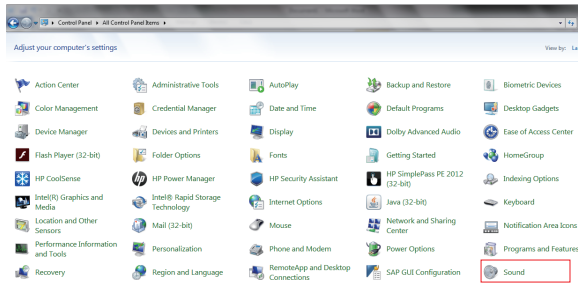 Control Panel ▸ All Control Panel Items ▸
Adjust your computer's settings
View by: La
Action Center
Administrative Tools
AutoPlay
Backup and Restore
Biometric Devices
Color Management
Credential Manager
Date and Time
Default Programs
Desktop Gadgets
Device Manager
Devices and Printers
Display
Dolby Advanced Audio
Ease of Access Center
Flash Player (32-bit)
Folder Options
Fonts
Getting Started
HomeGroup
HP CoolSense
HP Power Manager
HP Security Assistant
HP SimplePass PE 2012
(32-bit)
Indexing Options
Intel(R) Graphics and
Media
Intel® Rapid Storage
Technology
Internet Options
Java (32-bit)
Keyboard
Location and Other
Sensors
Mail (32-bit)
Mouse
Network and Sharing
Center
Notification Area Icons
Performance Information
and Tools
Personalization
Phone and Modem
Power Options
Programs and Features
Recovery
Region and Language
RemoteApp and Desktop
Connections
SAP GUI Configuration
Sound